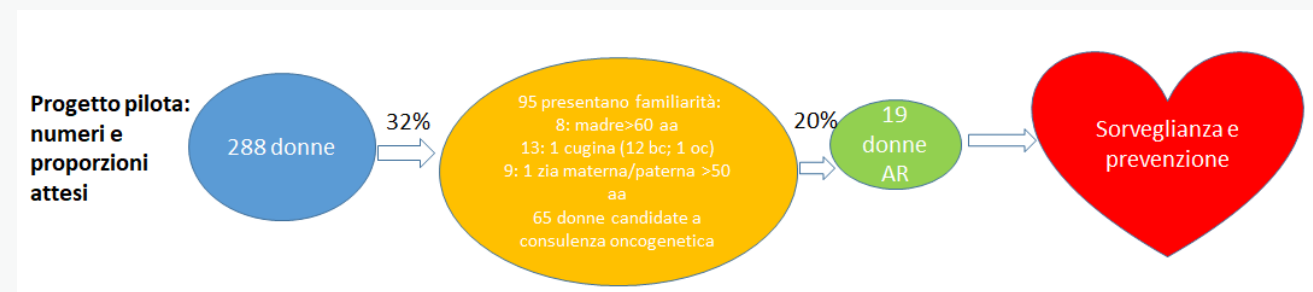 Progetto pilota:
numeri e
proporzioni
attesi
288 donne
32%
95 presentano familiarità:
8: madre>60 aa
13: 1 cugina (12 bc; 1 oc)
9: 1 zia materna/paterna >50
aa
65 donne candidate a
consulenza oncogenetica
20%
19
donne
AR
Sorveglianza e
prevenzione